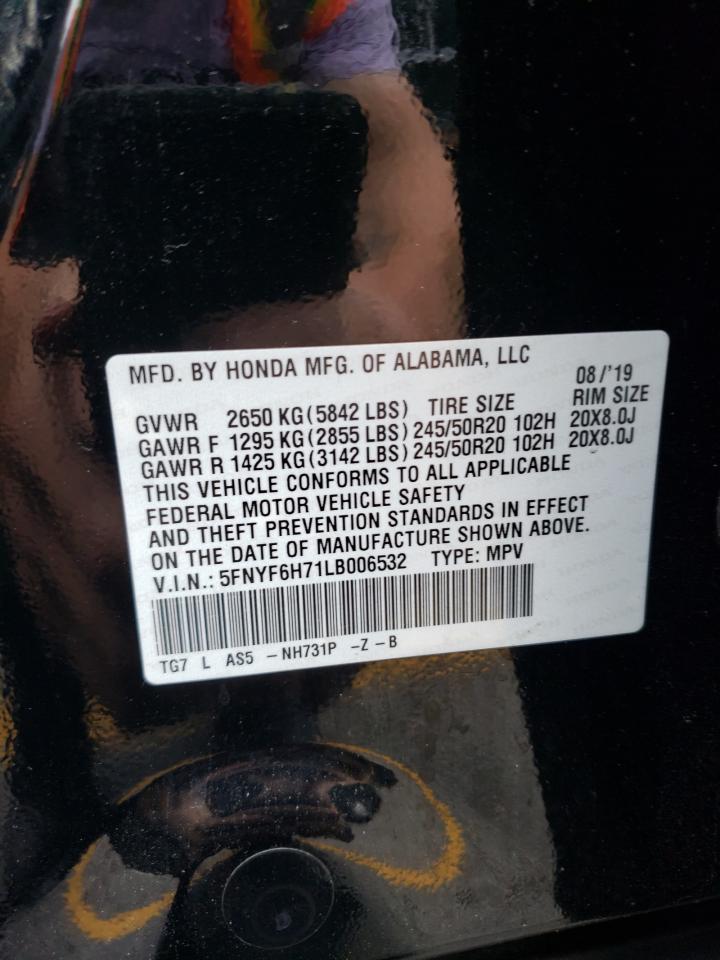 MFD. BY HONDA MFG. OF ALABAMA, LLC
08/'19
GVWR 2650 KG (5842 LBS) TIRE SIZE RIM SIZE
GAWR F 1295 KG (2855 LBS) 245/50R20 102H 20X8.0J
GAWR R 1425 KG (3142 LBS) 245/50R20 102H 20X8.0J
THIS VEHICLE CONFORMS TO ALL APPLICABLE
FEDERAL MOTOR VEHICLE SAFETY
AND THEFT PREVENTION STANDARDS IN EFFECT
ON THE DATE OF MANUFACTURE SHOWN ABOVE.
V.I.N.: 5FNYF6H71LB006532 TYPE: MPV
TG7 L AS5 -NH731P -Z -B